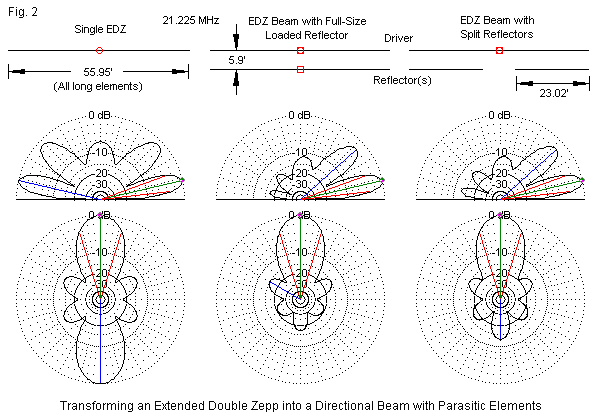 Fig. 2
Single EDZ
21.225 MHz
EDZ Beam with Full-Size
Loaded Reflector
Driver
EDZ Beam with
Split Reflectors
5.9'
Reflector(s)
55.95'
(All long elements)
23.02'
0 dB
-10
-20
-30
0 dB
-10
-20
-30
0 dB
-10
-20
-30
0 dB
-10
-20
-30
0 dB
-10
-20
-30
0 dB
-10
-20
-30
Transforming an Extended Double Zepp into a Directional Beam with Parasitic Elements